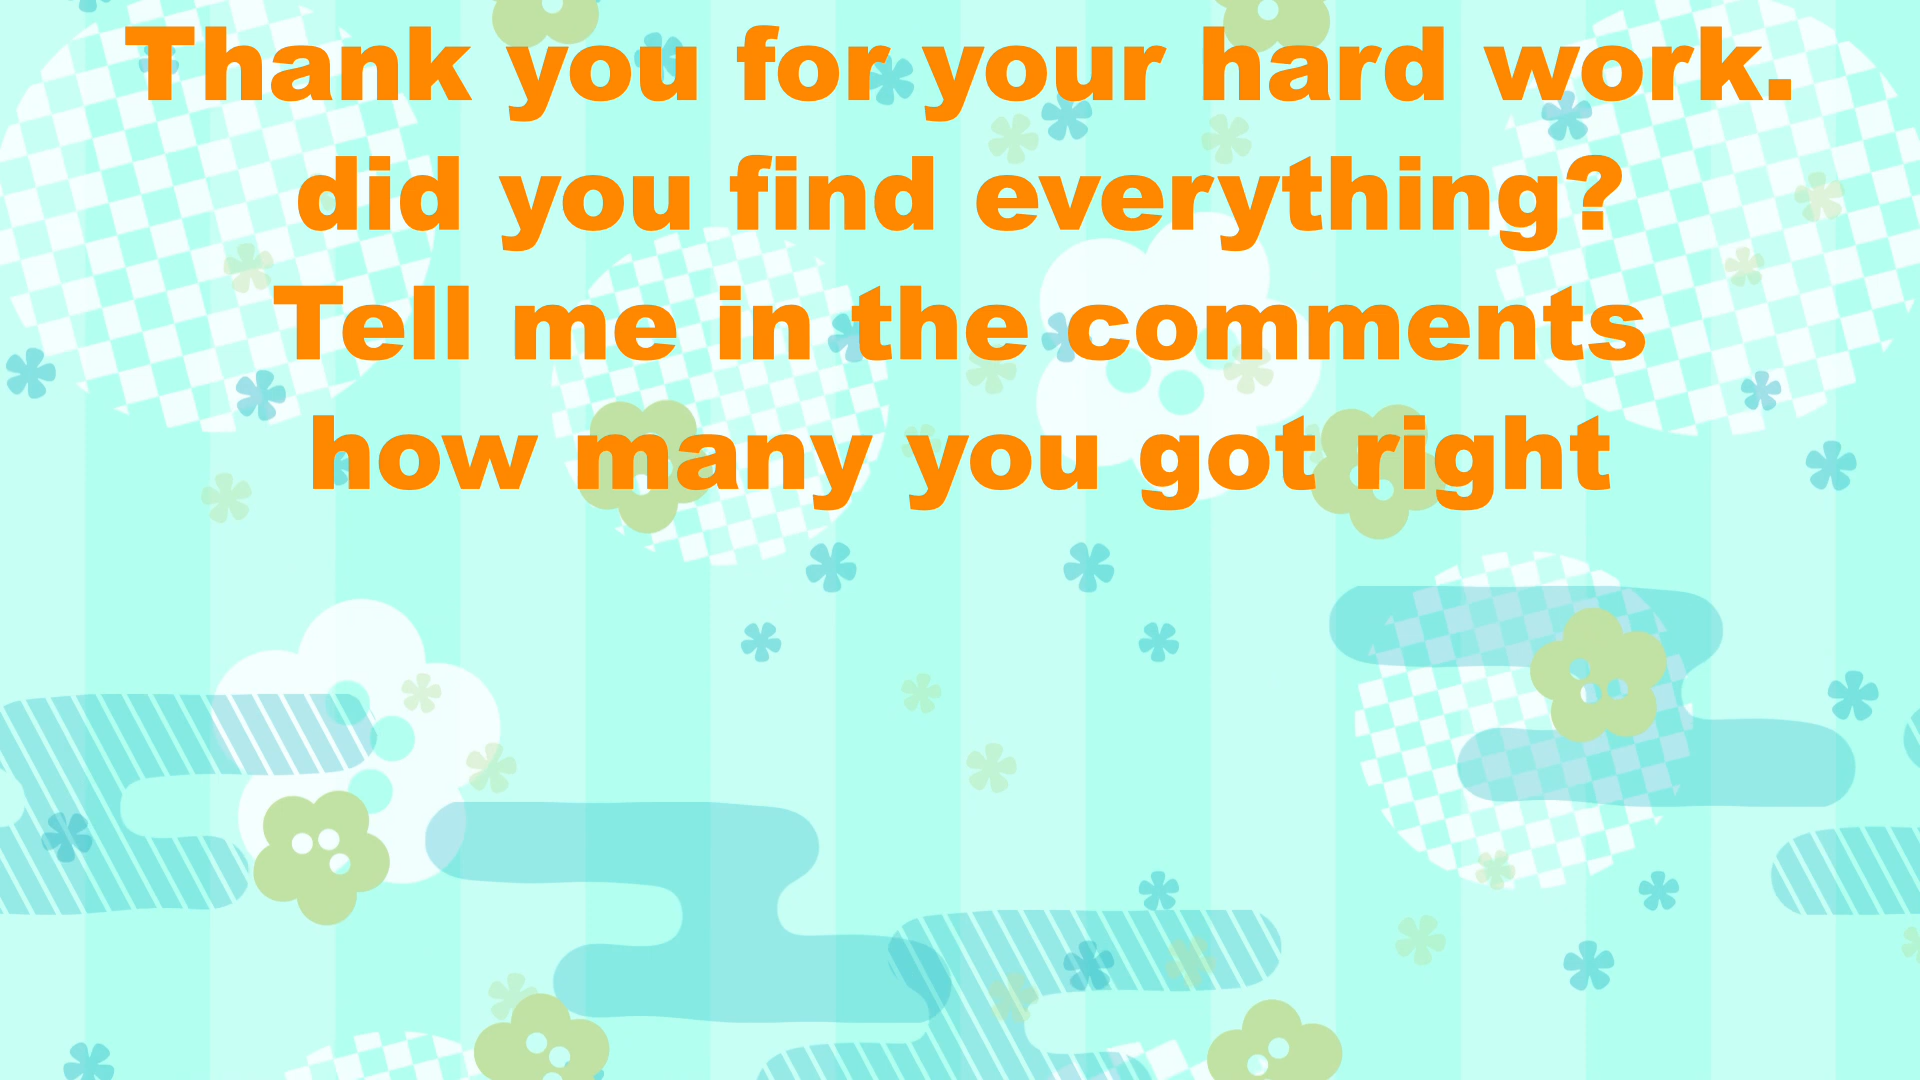 Thank you for your hard work.
did you find everything?
Tell me in the comments
how many you got right